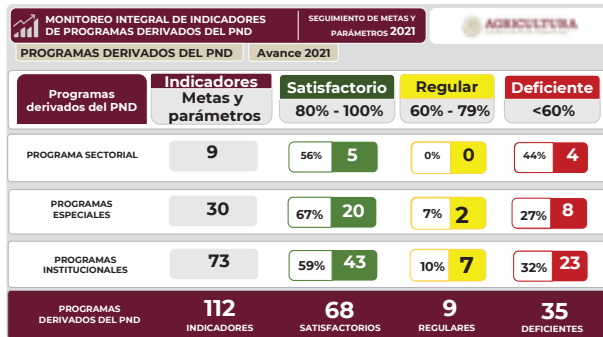 MONITOREO INTEGRAL DE INDICADORES
DE PROGRAMAS DERIVADOS DEL PND
SEGUIMIENTO DE METAS Y
PARÁMETROS 2021
AGRICULTURA
PROGRAMAS DERIVADOS DEL PND
Avance 2021
Programas
derivados del PND
Indicadores
Metas y
parámetros
Satisfactorio
80% - 100%
Regular
60% - 79%
Deficiente
<60%
PROGRAMA SECTORIAL
9
56% 5
0% 0
44% 4
PROGRAMAS
ESPECIALES
30
67% 20
7% 2
27% 8
PROGRAMAS
INSTITUCIONALES
73
59% 43
10% 7
32% 23
PROGRAMAS
DERIVADOS DEL PND
112
INDICADORES
68
SATISFACTORIOS
9
REGULARES
35
DEFICIENTES